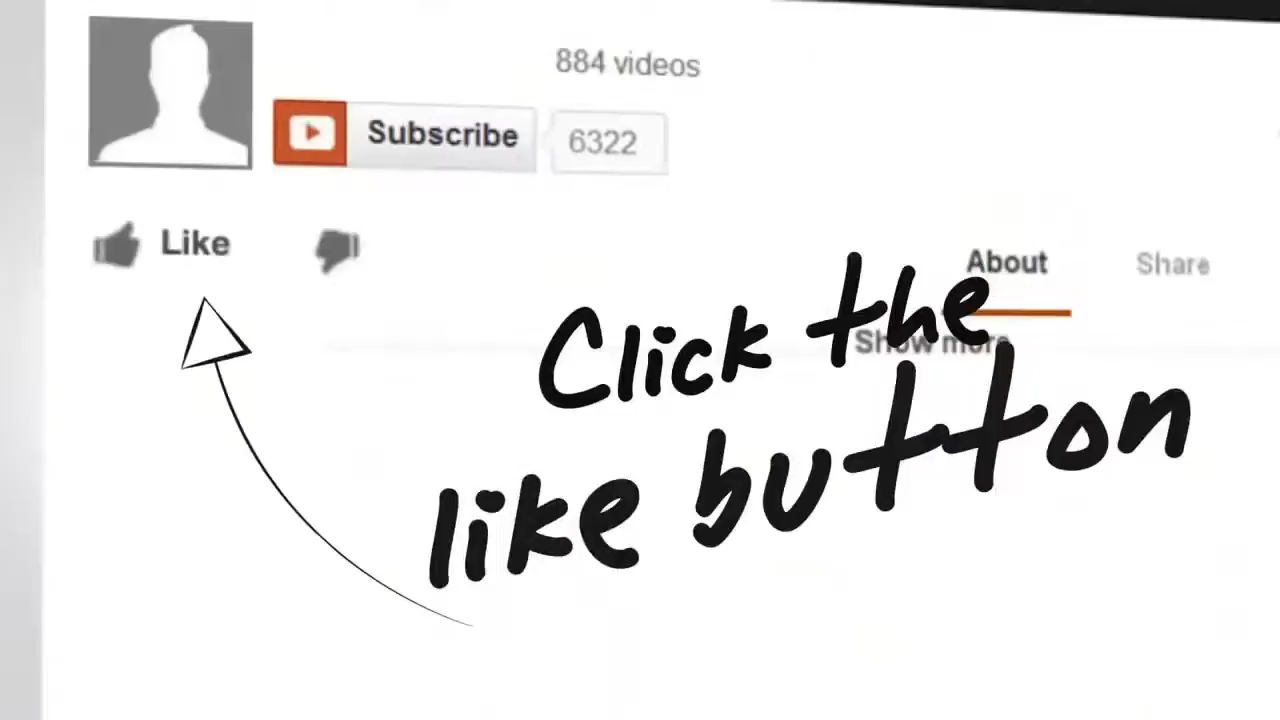 884 videos
Subscribe
6322
Like
About
Share
Show more
Click the
like button